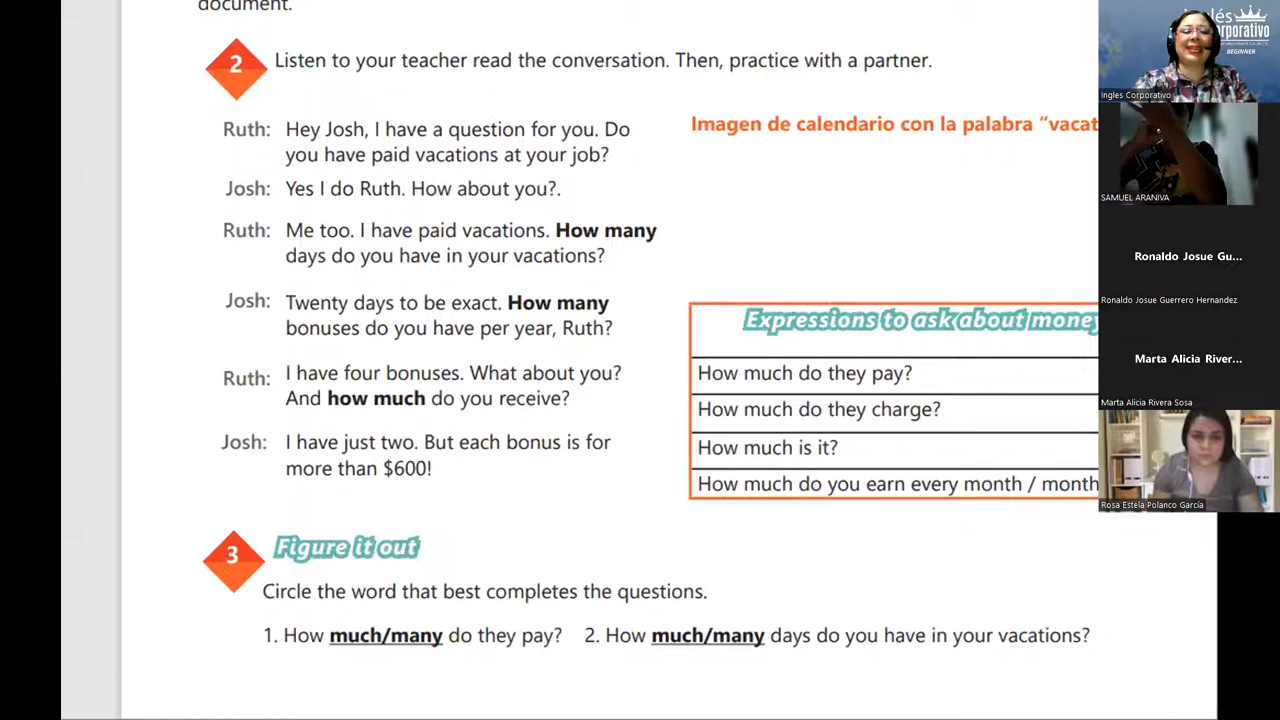 document.
2
Listen to your teacher read the conversation. Then, practice with a partner.
Ruth: Hey Josh, I have a question for you. Do
you have paid vacations at your job?
Josh: Yes I do Ruth. How about you?.
Ruth: Me too. I have paid vacations. How many
days do you have in your vacations?
Josh: Twenty days to be exact. How many
bonuses do you have per year, Ruth?
Ruth: I have four bonuses. What about you?
And how much do you receive?
Josh: I have just two. But each bonus is for
more than $600!
Imagen de calendario con la palabra “vacat
Expressions to ask about money
How much do they pay?
How much do they charge?
How much is it?
How much do you earn every month / month
3
Figure it out
Circle the word that best completes the questions.
1. How much/many do they pay? 2. How much/many days do you have in your vacations?
BEGINNER
Ingles Corporativo
SAMUEL ARANIVA
Ronaldo Josue Gu...
Ronaldo Josue Guerrero Hernandez
Marta Alicia River...
Marta Alicia Rivera Sosa
Rosa Estela Polanco García